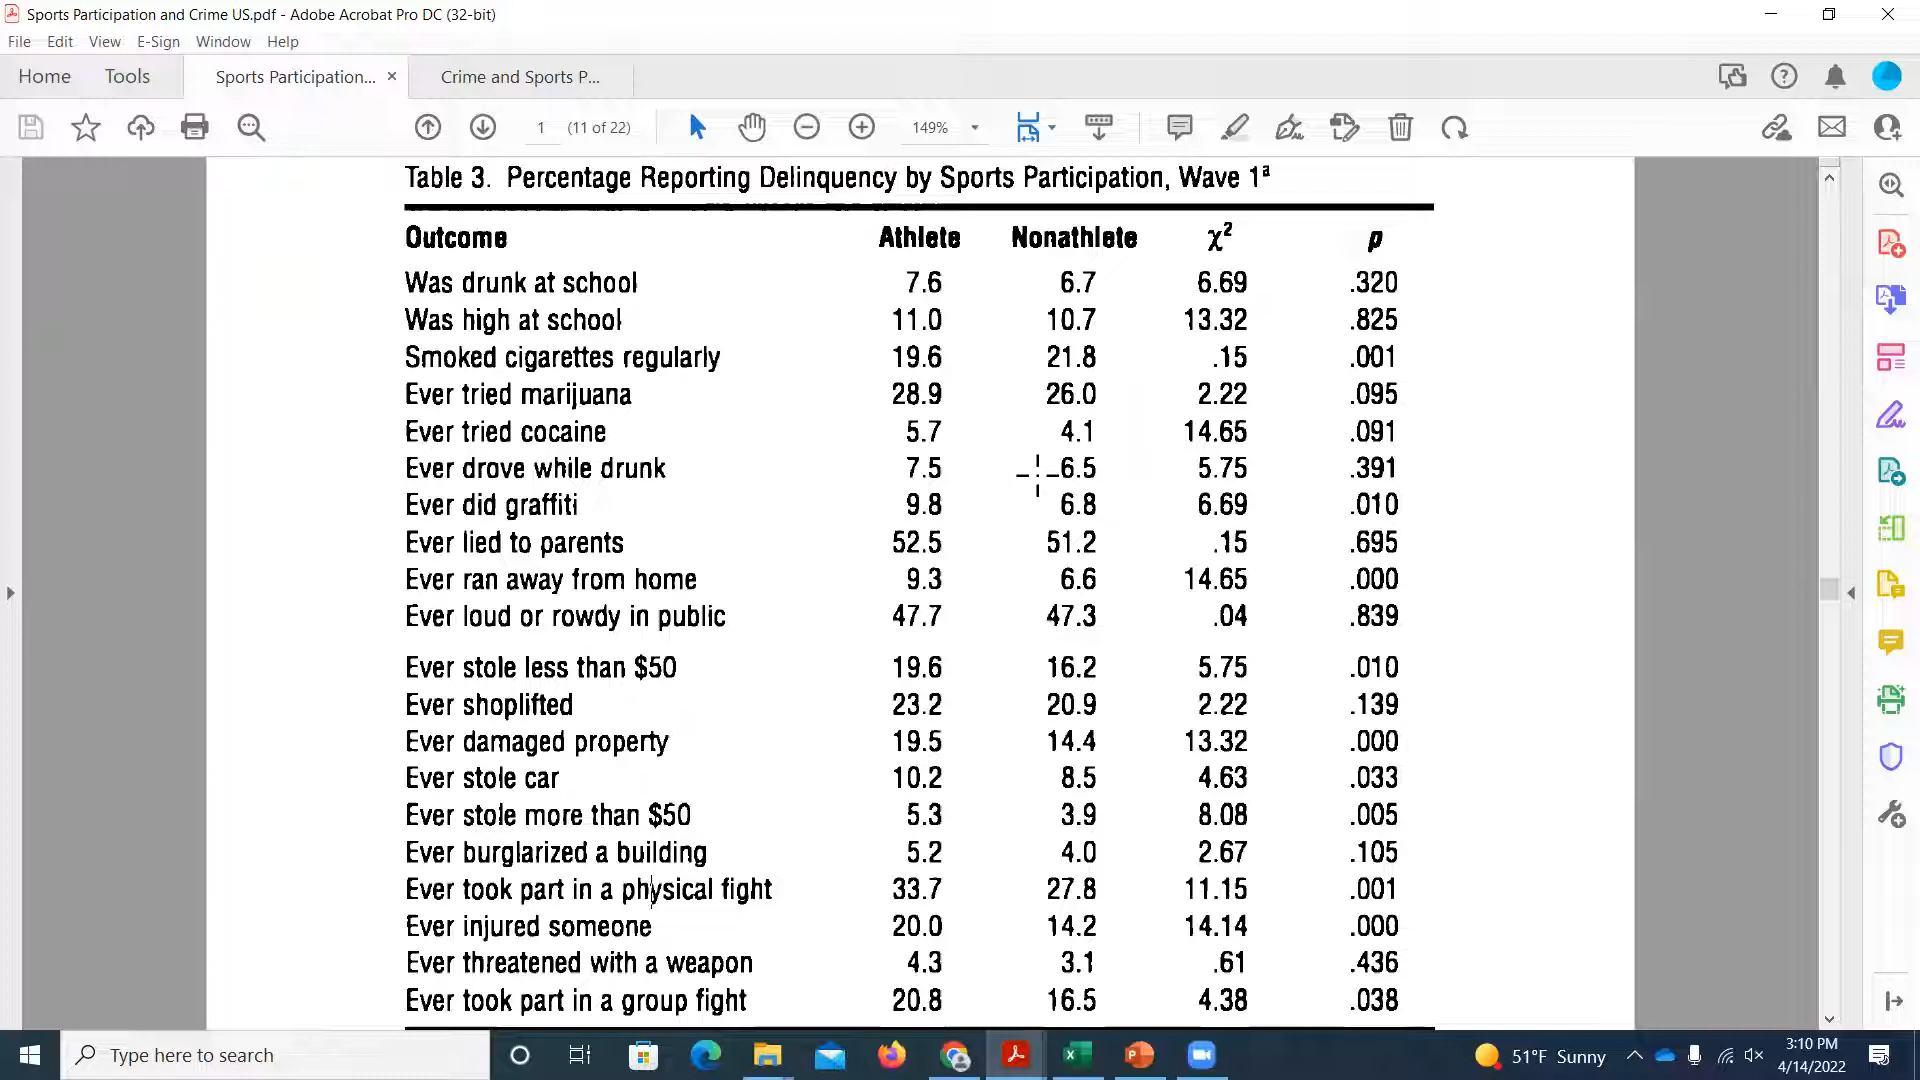 Sports Participation and Crime US.pdf - Adobe Acrobat Pro DC (32-bit)
File Edit View E-Sign Window Help
Home Tools Sports Participation... × Crime and Sports P...
1 (11 of 22) 149%
Table 3. Percentage Reporting Delinquency by Sports Participation, Wave 1ª
Outcome Athlete Nonathlete χ² p
Was drunk at school 7.6 6.7 6.69 .320
Was high at school 11.0 10.7 13.32 .825
Smoked cigarettes regularly 19.6 21.8 .15 .001
Ever tried marijuana 28.9 26.0 2.22 .095
Ever tried cocaine 5.7 4.1 14.65 .091
Ever drove while drunk 7.5 6.5 5.75 .391
Ever did graffiti 9.8 6.8 6.69 .010
Ever lied to parents 52.5 51.2 .15 .695
Ever ran away from home 9.3 6.6 14.65 .000
Ever loud or rowdy in public 47.7 47.3 .04 .839
Ever stole less than $50 19.6 16.2 5.75 .010
Ever shoplifted 23.2 20.9 2.22 .139
Ever damaged property 19.5 14.4 13.32 .000
Ever stole car 10.2 8.5 4.63 .033
Ever stole more than $50 5.3 3.9 8.08 .005
Ever burglarized a building 5.2 4.0 2.67 .105
Ever took part in a physical fight 33.7 27.8 11.15 .001
Ever injured someone 20.0 14.2 14.14 .000
Ever threatened with a weapon 4.3 3.1 .61 .436
Ever took part in a group fight 20.8 16.5 4.38 .038
Type here to search
51°F Sunny
3:10 PM
4/14/2022